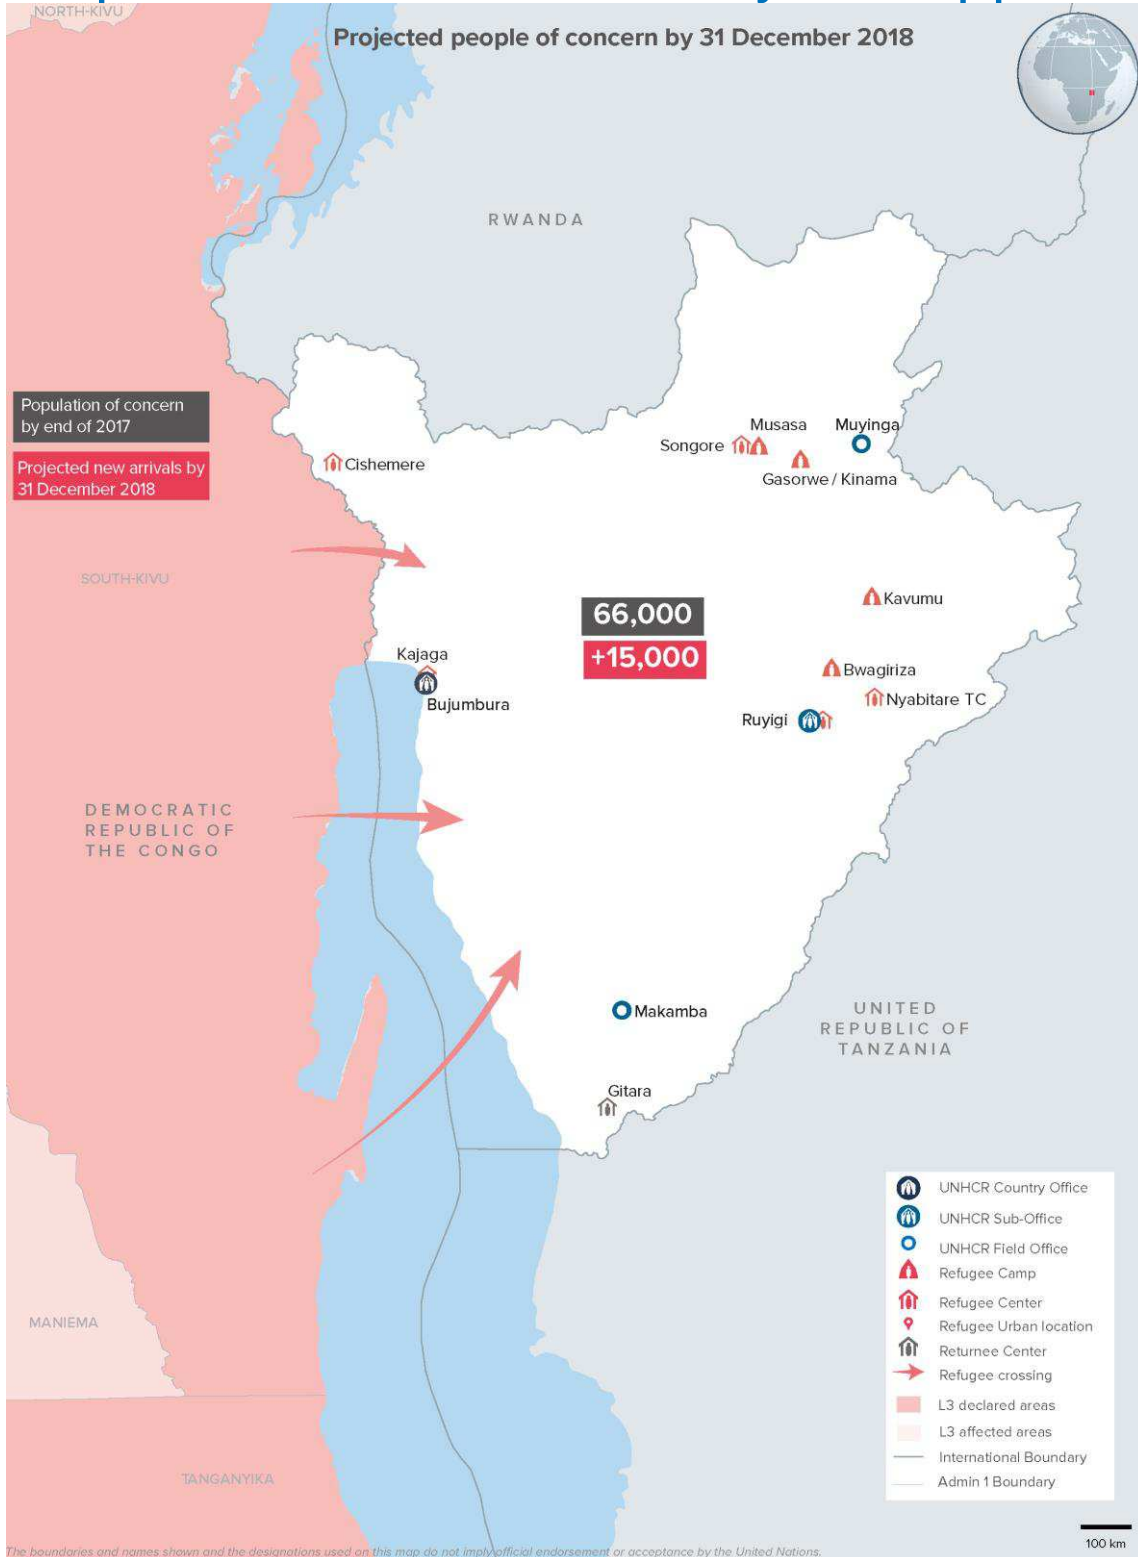 NORTH-KIVU
Projected people of concern by 31 December 2018
RWANDA
Population of concern
by end of 2017
Projected new arrivals by
31 December 2018
Musasa
Muyinga
Songore
Cishemere
Gasorwe / Kinama
SOUTH-KIVU
Kavumu
66,000
+15,000
Kajaga
Bwagiriza
Nyabitare TC
Bujumbura
Ruyigi
DEMOCRATIC
REPUBLIC OF
THE CONGO
Makamba
UNITED
REPUBLIC OF
TANZANIA
Gitara
UNHCR Country Office
UNHCR Sub-Office
UNHCR Field Office
Refugee Camp
Refugee Center
Refugee Urban location
Returnee Center
Refugee crossing
L3 declared areas
L3 affected areas
International Boundary
Admin 1 Boundary
MANIEMA
TANGANYIKA
100 km
The boundaries and names shown and the designations used on this map do not imply official endorsement or acceptance by the United Nations.